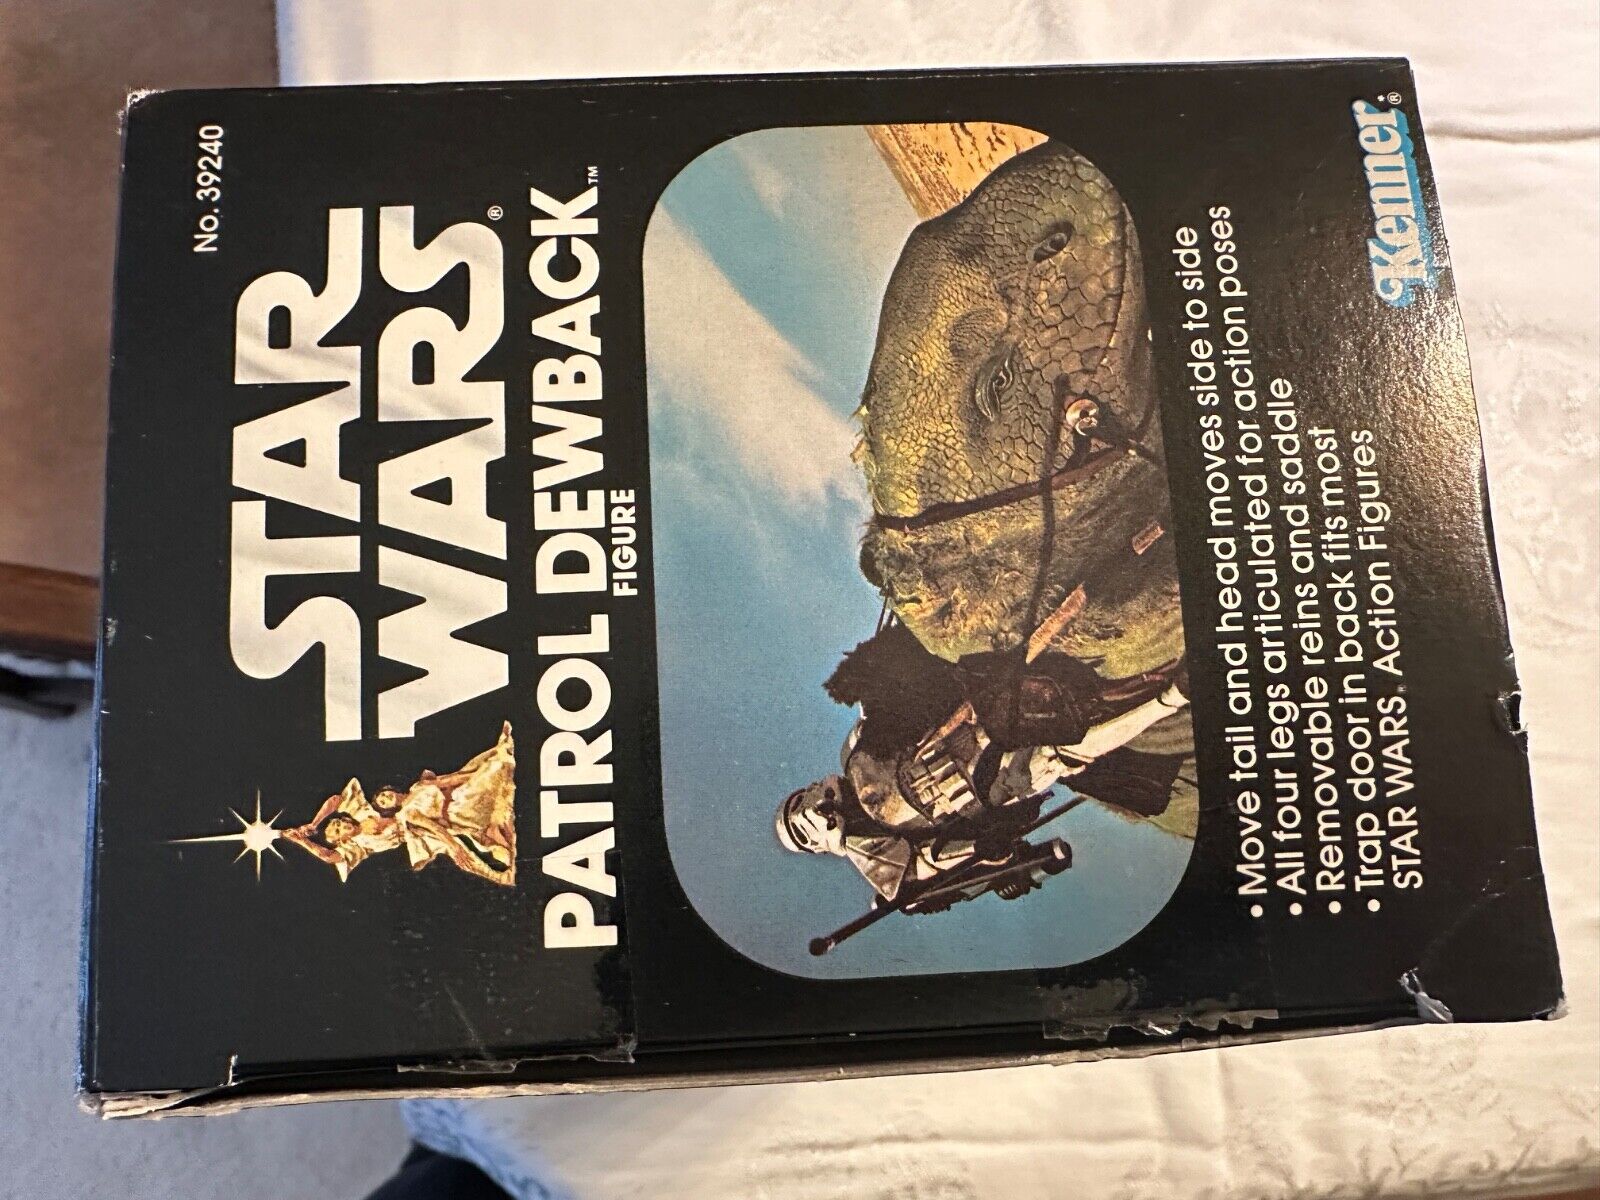 No. 39240
STAR
WARS®
PATROL DEWBACK™
FIGURE
• Move tail and head moves side to side
• All four legs articulated for action poses
• Removable reins and saddle
• Trap door in back fits most
STAR WARS® Action Figures
Kenner®